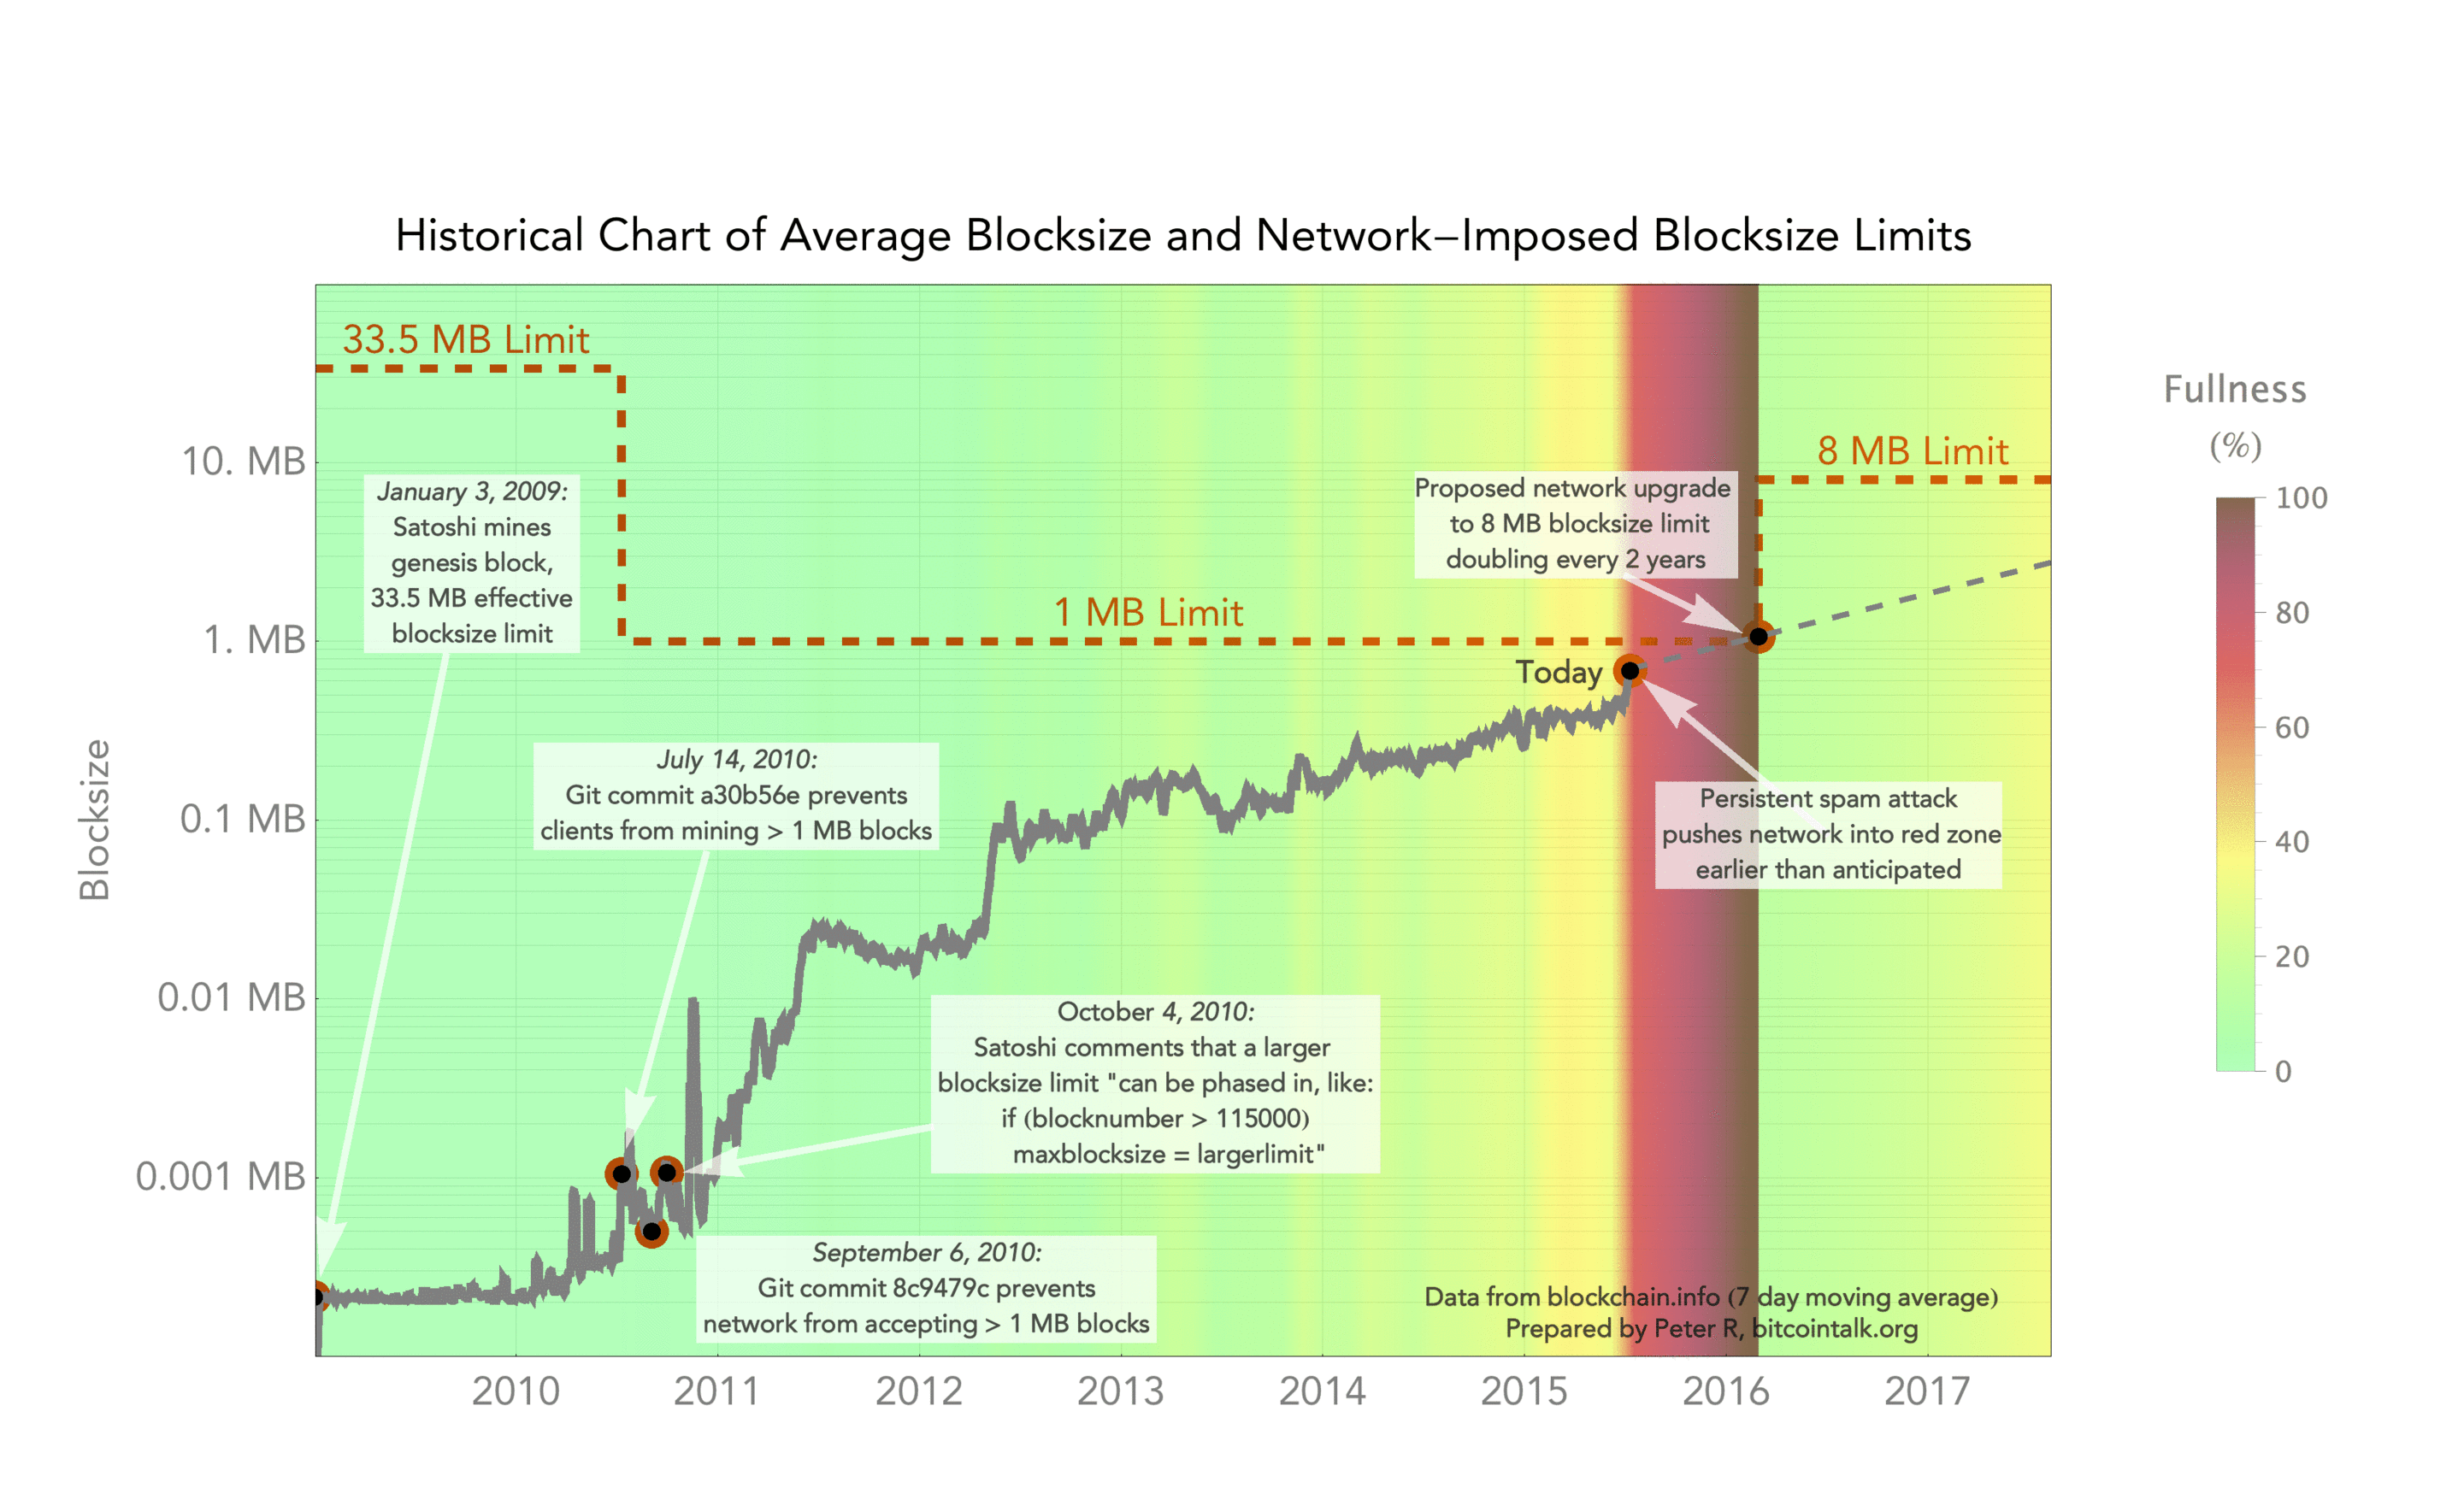 Historical Chart of Average Blocksize and Network–Imposed Blocksize Limits
33.5 MB Limit
10. MB
8 MB Limit
Fullness
(%)
January 3, 2009:
Satoshi mines
genesis block,
33.5 MB effective
blocksize limit
Proposed network upgrade
to 8 MB blocksize limit
doubling every 2 years
100
80
60
40
20
0
1. MB
1 MB Limit
Today
Blocksize
July 14, 2010:
Git commit a30b56e prevents
clients from mining > 1 MB blocks
0.1 MB
Persistent spam attack
pushes network into red zone
earlier than anticipated
0.01 MB
October 4, 2010:
Satoshi comments that a larger
blocksize limit "can be phased in, like:
if (blocknumber > 115000)
maxblocksize = largerlimit"
0.001 MB
September 6, 2010:
Git commit 8c9479c prevents
network from accepting > 1 MB blocks
Data from blockchain.info (7 day moving average)
Prepared by Peter R, bitcointalk.org
2010 2011 2012 2013 2014 2015 2016 2017